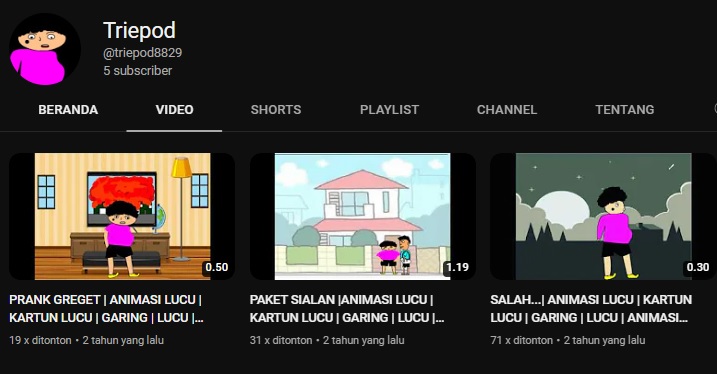 Triepod
@triepod8829
5 subscriber
BERANDA VIDEO SHORTS PLAYLIST CHANNEL TENTANG
0.50 1.19 0.30
PRANK GREGET | ANIMASI LUCU |
KARTUN LUCU | GARING | LUCU |...
19 x ditonton • 2 tahun yang lalu
PAKET SIALAN |ANIMASI LUCU |
KARTUN LUCU | GARING | LUCU |...
31 x ditonton • 2 tahun yang lalu
SALAH...| ANIMASI LUCU | KARTUN
LUCU | GARING | LUCU | ANIMASI...
71 x ditonton • 2 tahun yang lalu